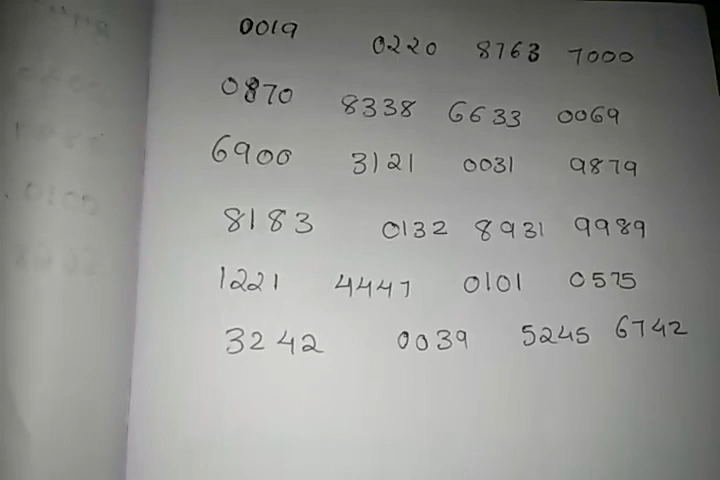 0019 0220 8763 7000
0870 8338 6633 0069
6900 3121 0031 9879
8183 0132 8931 9989
1221 4447 0101 0575
3242 0039 5245 6742